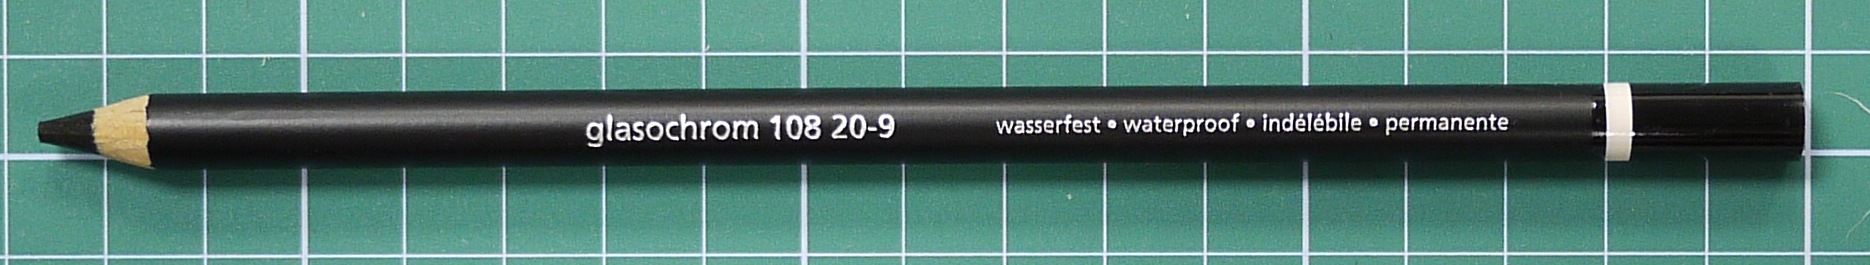 glasochrom 108 20-9 wasserfest • waterproof • indélébile • permanente